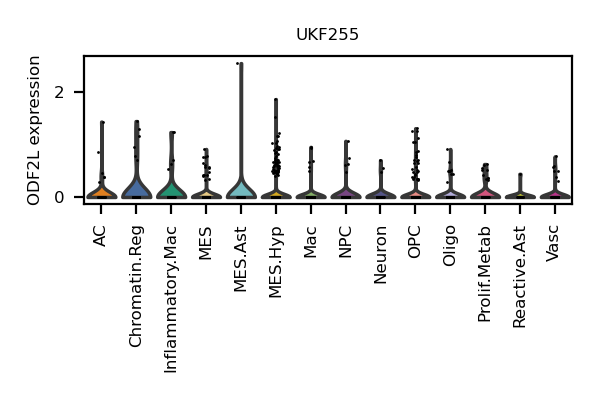 UKF255
ODF2L expression
2
0
AC
Chromatin.Reg
Inflammatory.Mac
MES
MES.Ast
MES.Hyp
Mac
NPC
Neuron
OPC
Oligo
Prolif.Metab
Reactive.Ast
Vasc